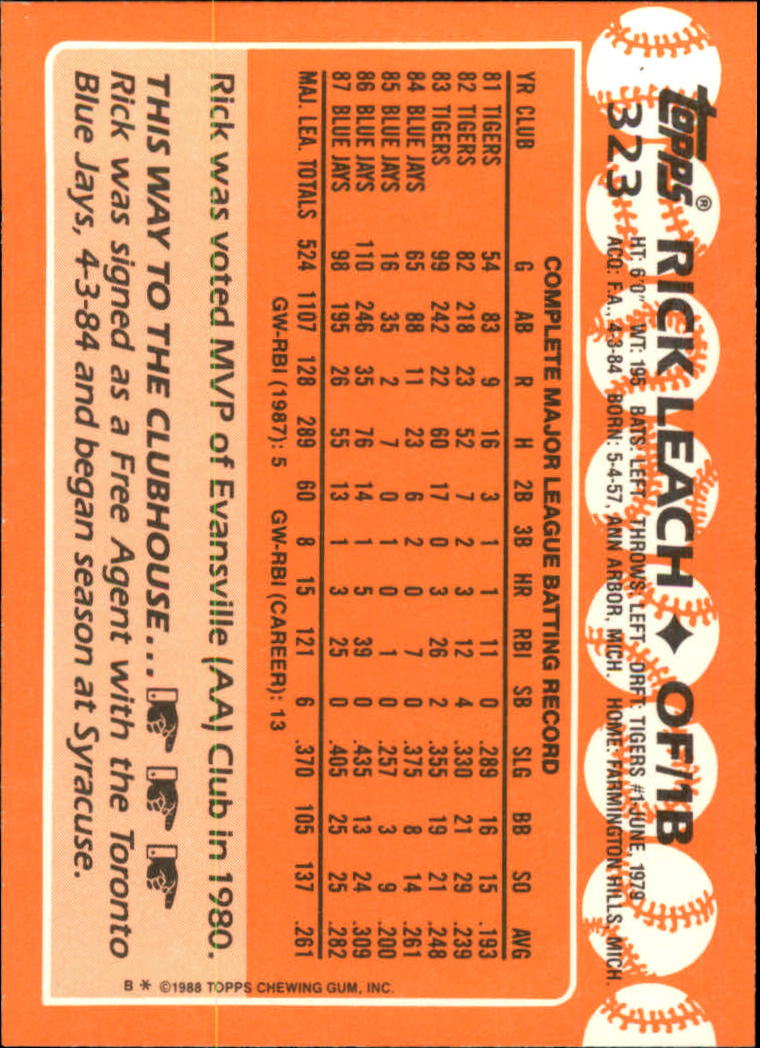 topps® RICK LEACH ◆ OF/1B
323 HT: 6'0" WT: 195 BATS: LEFT THROWS: LEFT DRFT: TIGERS #1-JUNE, 1979
ACQ: F.A., 4-3-84 BORN: 5-4-57, ANN ARBOR, MICH. HOME: FARMINGTON HILLS, MICH.
COMPLETE MAJOR LEAGUE BATTING RECORD
YR CLUB G AB R H 2B 3B HR RBI SB SLG BB SO AVG
81 TIGERS 54 83 9 16 3 1 1 11 0 .289 16 15 .193
82 TIGERS 82 218 23 52 7 2 3 12 4 .330 21 29 .239
83 TIGERS 99 242 22 60 17 0 3 26 2 .355 19 21 .248
84 BLUE JAYS 65 88 11 23 6 2 0 7 0 .375 8 14 .261
85 BLUE JAYS 16 35 2 7 0 1 0 1 0 .257 3 9 .200
86 BLUE JAYS 110 246 35 76 14 1 5 39 0 .435 13 24 .309
87 BLUE JAYS 98 195 26 55 13 1 3 25 0 .405 25 25 .282
MAJ. LEA. TOTALS 524 1107 128 289 60 8 15 121 6 .370 105 137 .261
GW-RBI (1987): 5 GW-RBI (CAREER): 13
Rick was voted MVP of Evansville (AA) Club in 1980.
THIS WAY TO THE CLUBHOUSE...
Rick was signed as a Free Agent with the Toronto
Blue Jays, 4-3-84 and began season at Syracuse.
B * ©1988 TOPPS CHEWING GUM, INC.